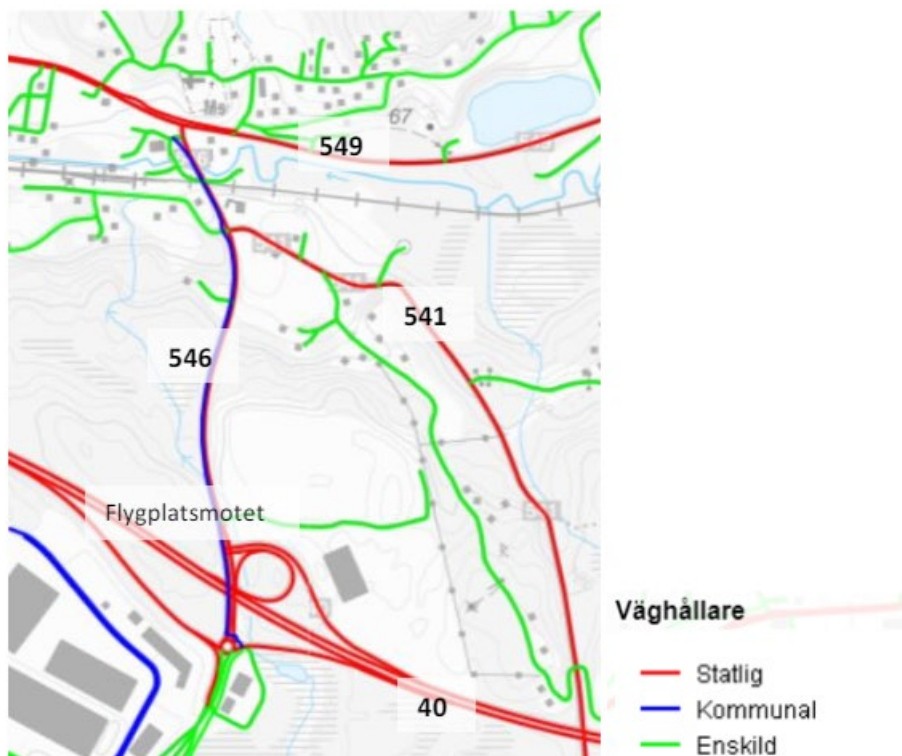 67
549
541
546
Flygplatsmotet
40
Väghållare
Statlig
Kommunal
Enskild